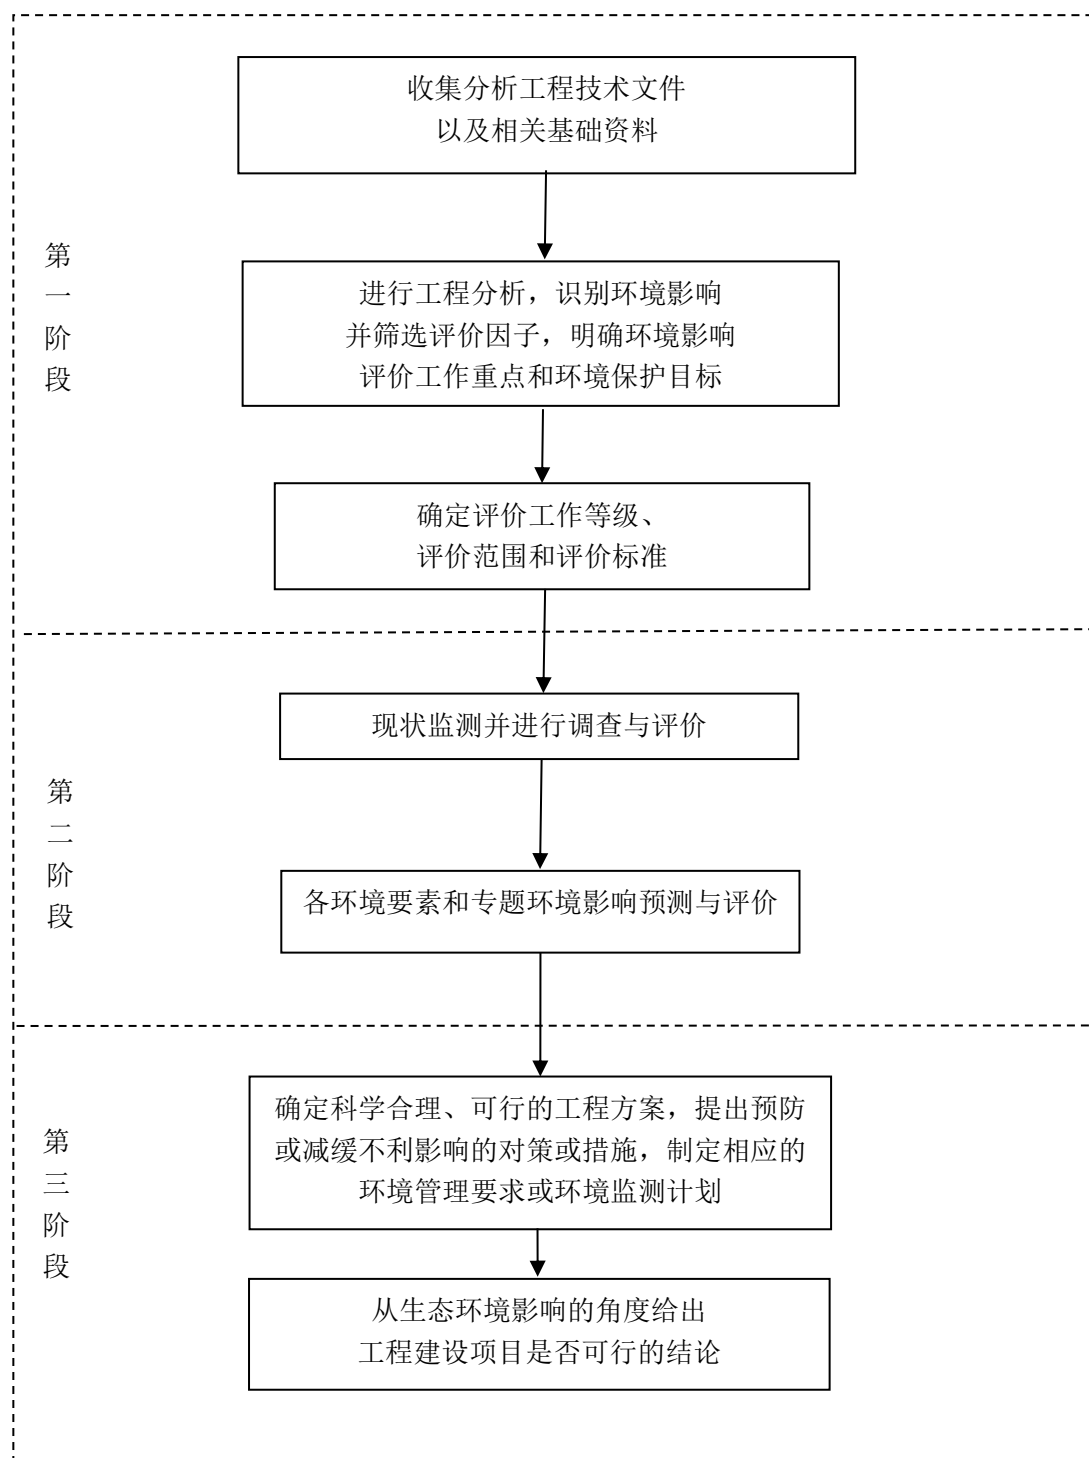 收集分析工程技术文件
以及相关基础资料
第一阶段
进行工程分析，识别环境影响
并筛选评价因子，明确环境影响
评价工作重点和环境保护目标
确定评价工作等级、
评价范围和评价标准
现状监测并进行调查与评价
第二阶段
各环境要素和专题环境影响预测与评价
确定科学合理、可行的工程方案，提出预防
或减缓不利影响的对策或措施，制定相应的
环境管理要求或环境监测计划
第三阶段
从生态环境影响的角度给出
工程建设项目是否可行的结论